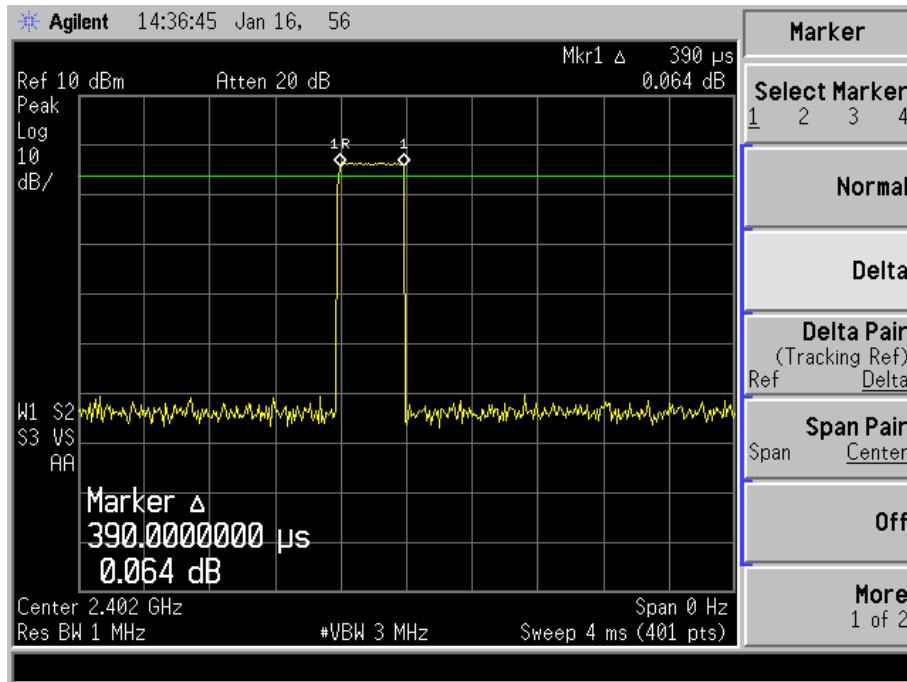 Agilent 14:36:45 Jan 16, 56
Mkr1 Δ 390 µs
Ref 10 dBm Atten 20 dB 0.064 dB
Peak
Log
10
dB/
1R 1
W1 S2
S3 VS
AA
Marker Δ
390.0000000 µs
0.064 dB
Center 2.402 GHz Span 0 Hz
Res BW 1 MHz #VBW 3 MHz Sweep 4 ms (401 pts)
Marker
Select Marker
1 2 3 4
Normal
Delta
Delta Pair
(Tracking Ref)
Ref Delta
Span Pair
Span Center
Off
More
1 of 2